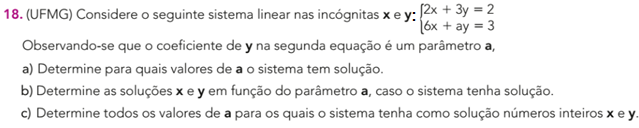 18. (UFMG) Considere o seguinte sistema linear nas incógnitas x e y: {2x + 3y = 2
{6x + ay = 3
Observando-se que o coeficiente de y na segunda equação é um parâmetro a,
a) Determine para quais valores de a o sistema tem solução.
b) Determine as soluções x e y em função do parâmetro a, caso o sistema tenha solução.
c) Determine todos os valores de a para os quais o sistema tenha como solução números inteiros x e y.